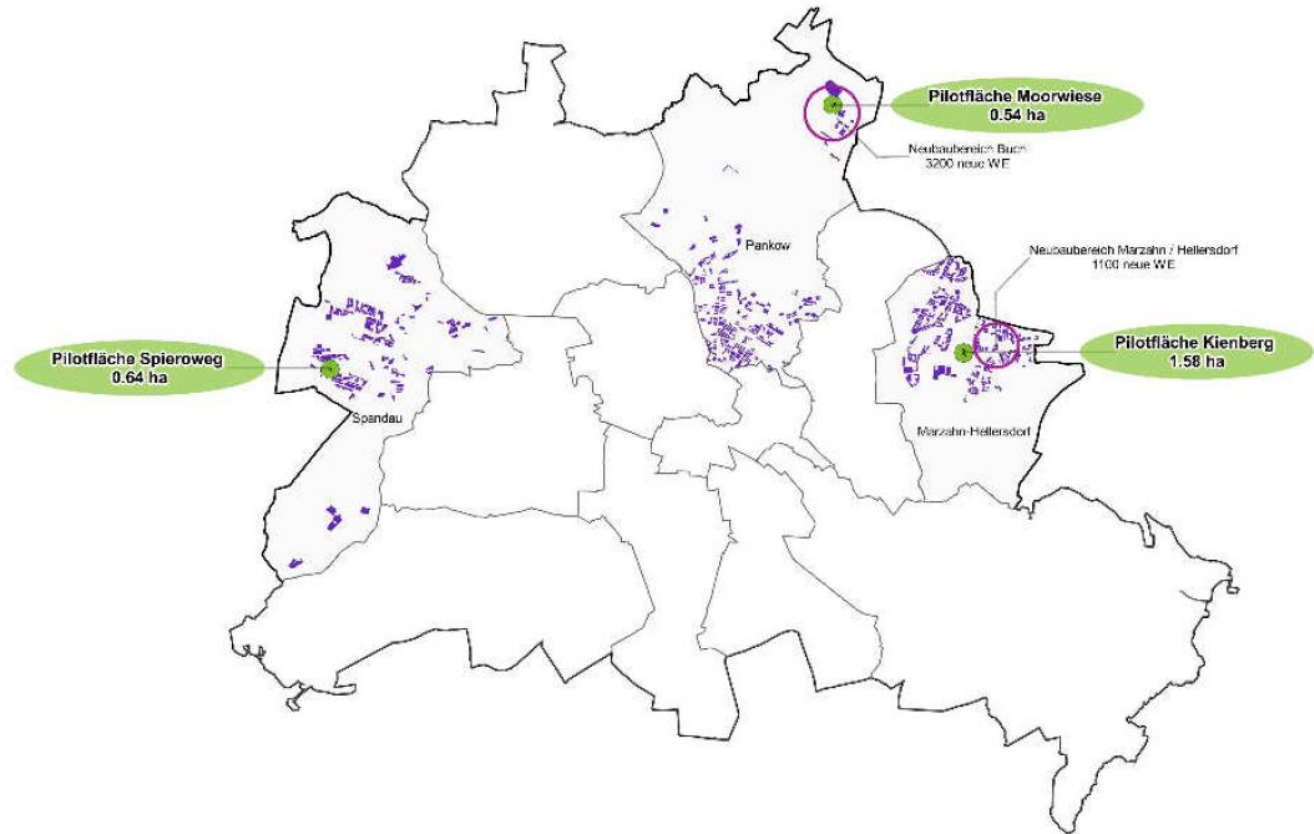 Pilotfläche Moorwiese
0.54 ha
Neubaubereich Buch
3200 neue WE
Pankow
Neubaubereich Marzahn / Hellersdorf
1100 neue WE
Pilotfläche Spieroweg
0.64 ha
Pilotfläche Kienberg
1.58 ha
Spandau
Marzahn-Hellersdorf